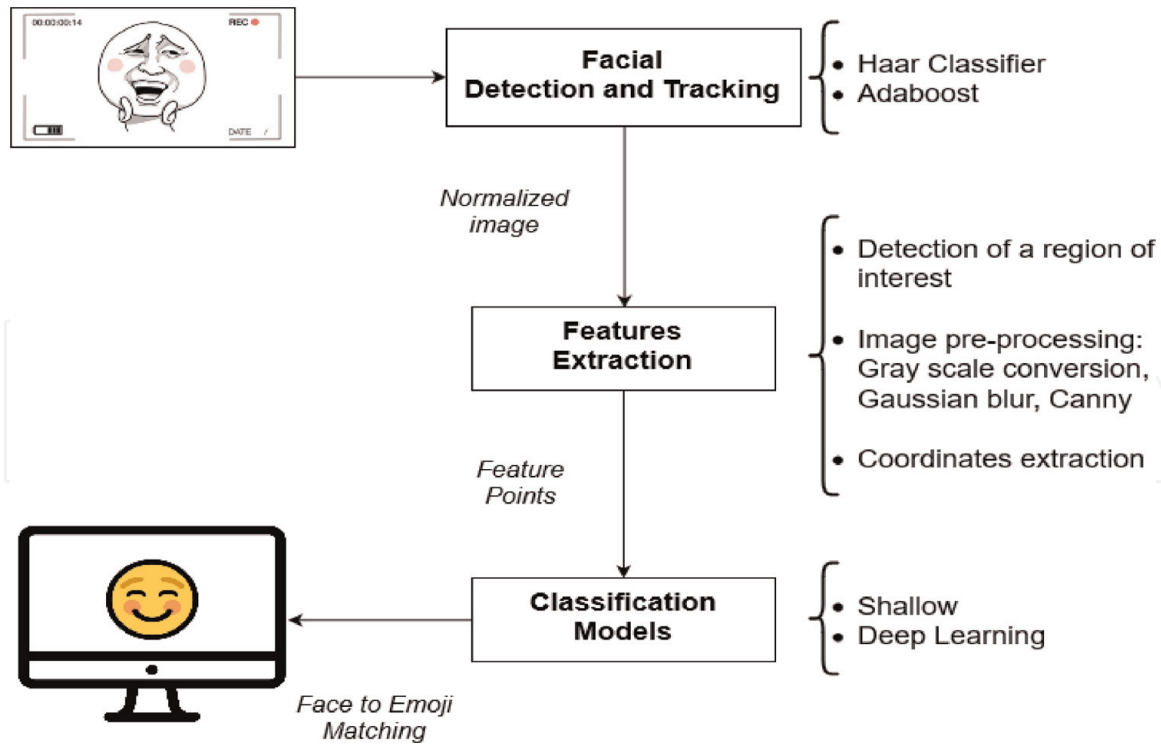 00:00:00:14
REC
DATE /
Facial
Detection and Tracking
• Haar Classifier
• Adaboost
Normalized
image
Features
Extraction
• Detection of a region of
interest
• Image pre-processing:
Gray scale conversion,
Gaussian blur, Canny
• Coordinates extraction
Feature
Points
Classification
Models
• Shallow
• Deep Learning
Face to Emoji
Matching